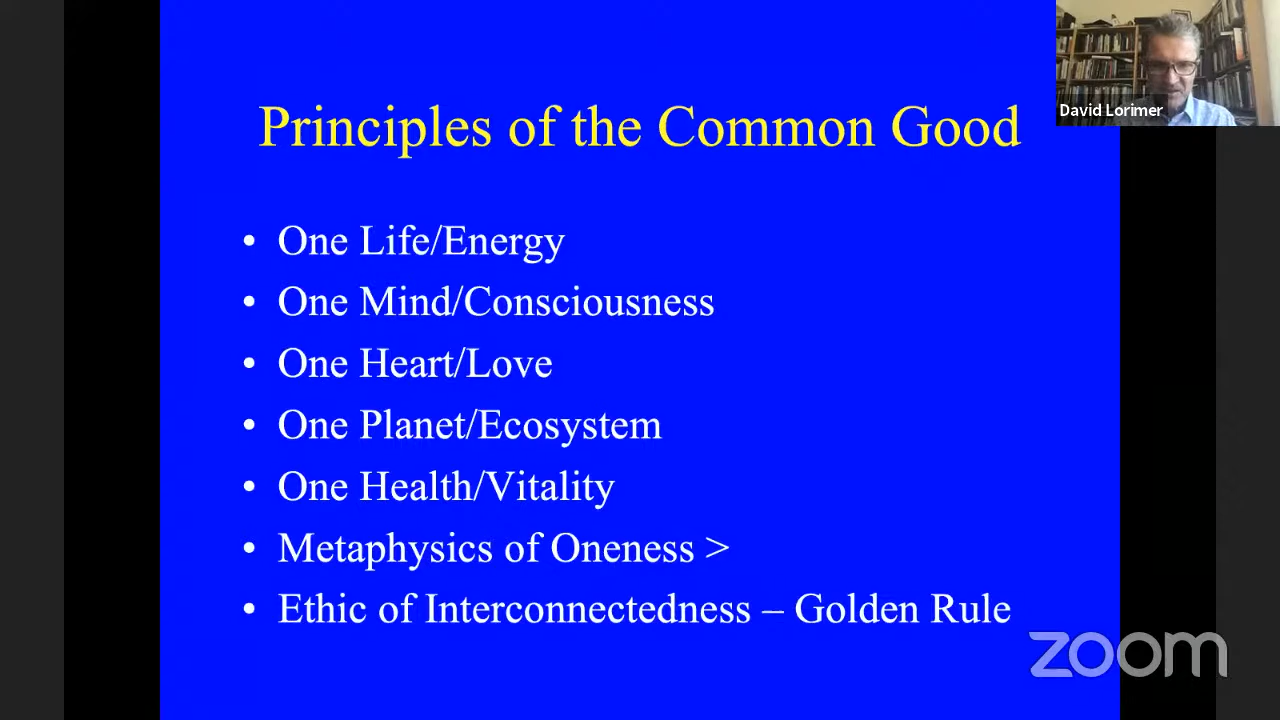 David Lorimer
Principles of the Common Good
• One Life/Energy
• One Mind/Consciousness
• One Heart/Love
• One Planet/Ecosystem
• One Health/Vitality
• Metaphysics of Oneness >
• Ethic of Interconnectedness – Golden Rule
zoom